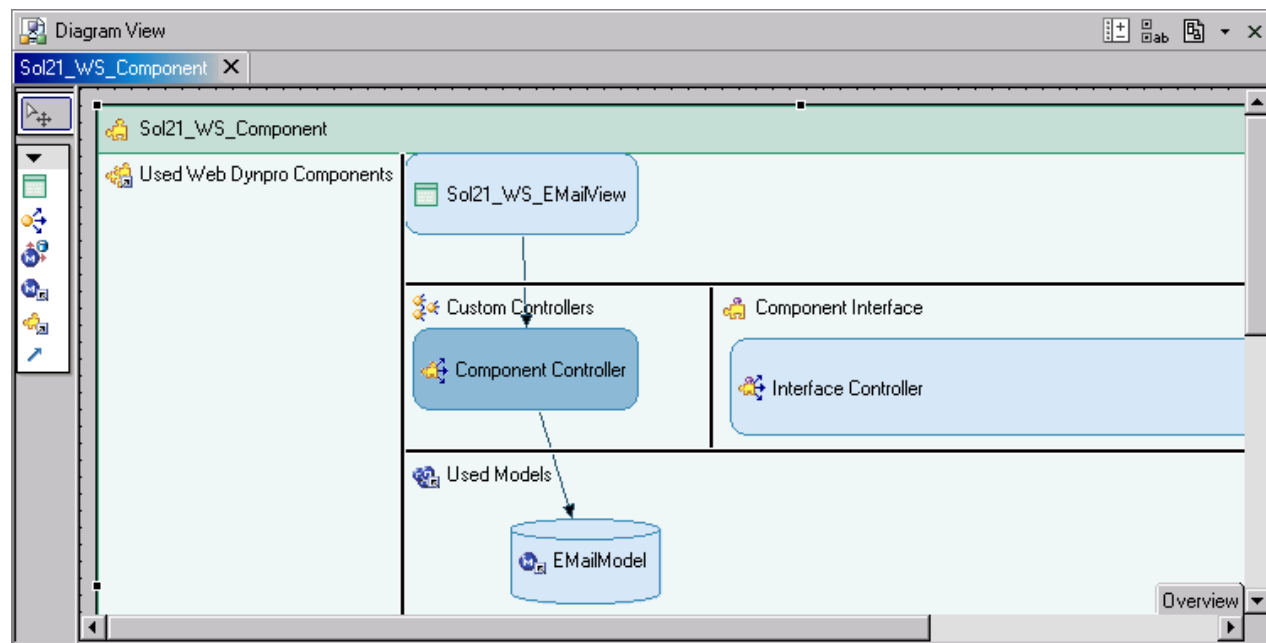 Diagram View
Sol21_WS_Component
Sol21_WS_Component
Used Web Dynpro Components
Sol21_WS_EMailView
Custom Controllers
Component Interface
Component Controller
Interface Controller
Used Models
EMailModel
Overview